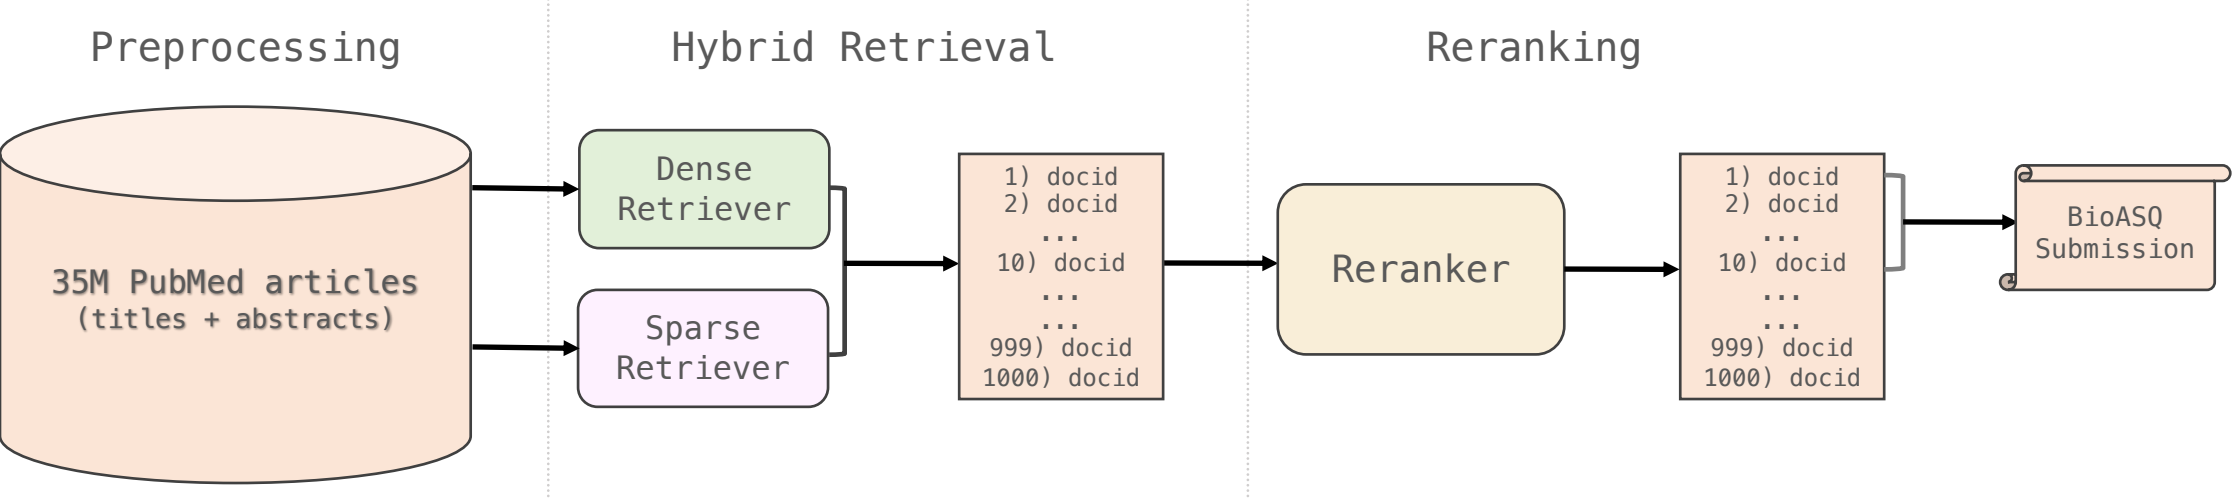 Preprocessing
Hybrid Retrieval
Reranking
35M PubMed articles
(titles + abstracts)
Dense
Retriever
Sparse
Retriever
1) docid
2) docid
...
10) docid
...
...
999) docid
1000) docid
Reranker
1) docid
2) docid
...
10) docid
...
...
999) docid
1000) docid
BioASQ
Submission